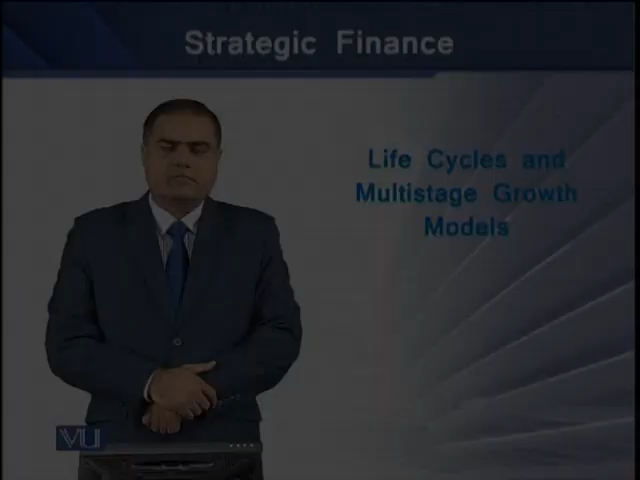 Strategic Finance
Life Cycles and
Multistage Growth
Models
VU